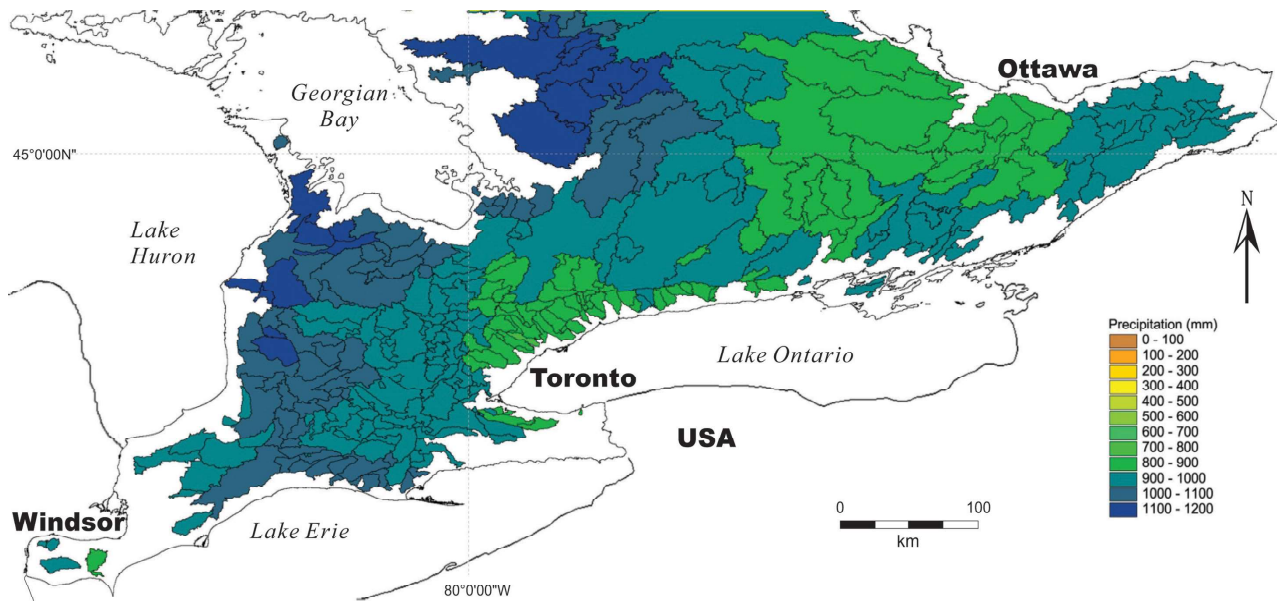 Ottawa
Georgian
Bay
45°0'00N"
N
Lake
Huron
Precipitation (mm)
0 - 100
100 - 200
200 - 300
300 - 400
400 - 500
500 - 600
600 - 700
700 - 800
800 - 900
900 - 1000
1000 - 1100
1100 - 1200
Lake Ontario
Toronto
USA
0 100
km
Windsor
Lake Erie
80°0'00"W